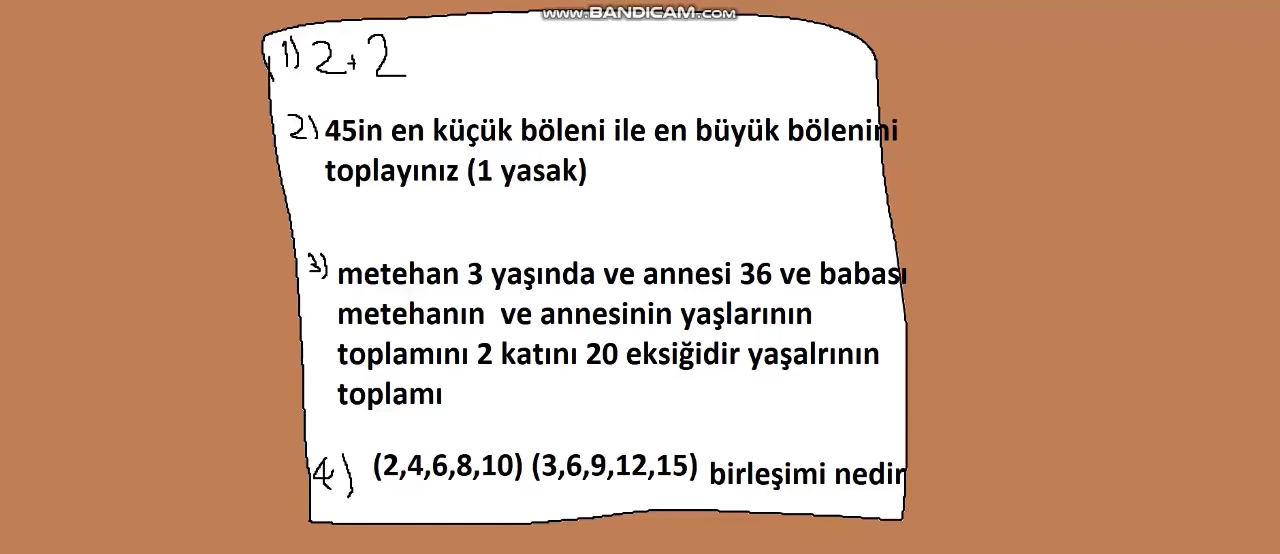 www.BANDICAM.com
1) 2+2
2) 45in en küçük böleni ile en büyük bölenini
toplayınız (1 yasak)
3) metehan 3 yaşında ve annesi 36 ve babası
metehanın ve annesinin yaşlarının
toplamını 2 katını 20 eksiğidir yaşalrının
toplamı
4) (2,4,6,8,10) (3,6,9,12,15) birleşimi nedir